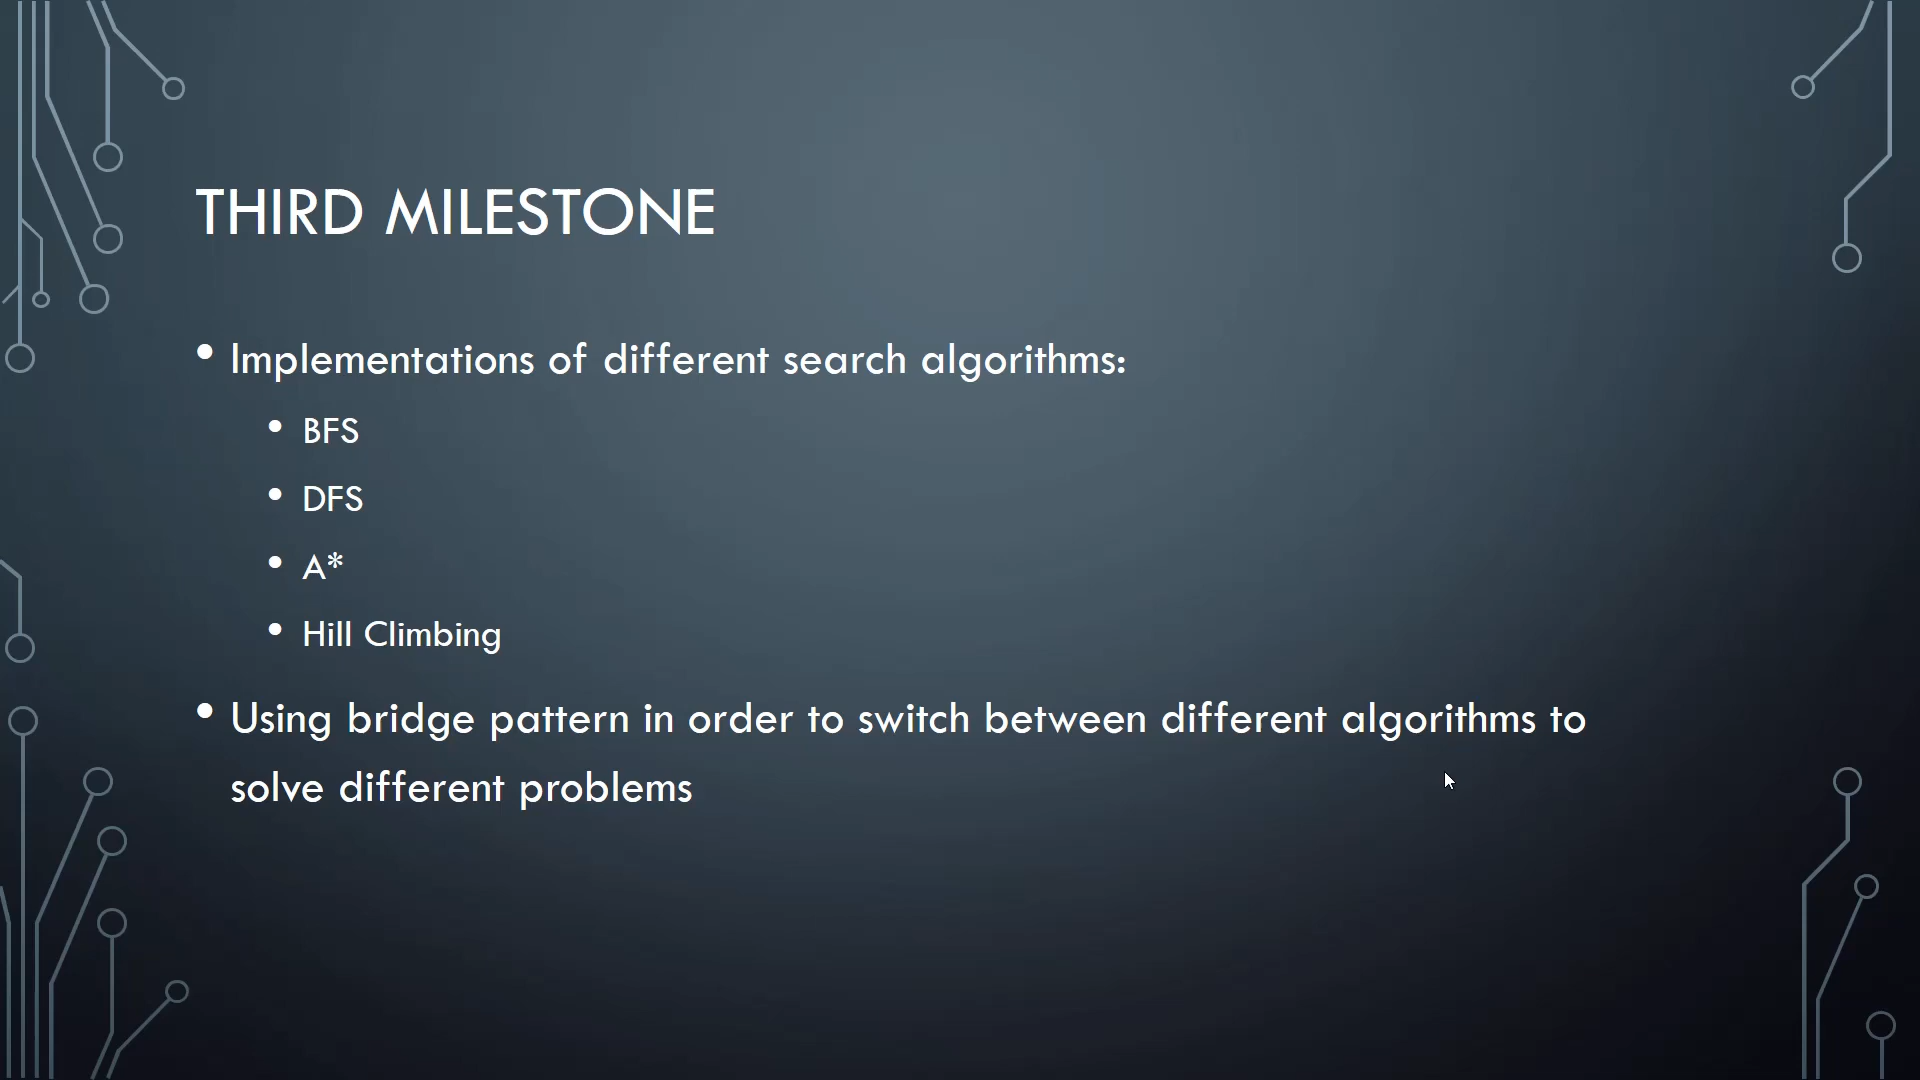 THIRD MILESTONE
• Implementations of different search algorithms:
• BFS
• DFS
• A*
• Hill Climbing
• Using bridge pattern in order to switch between different algorithms to
solve different problems